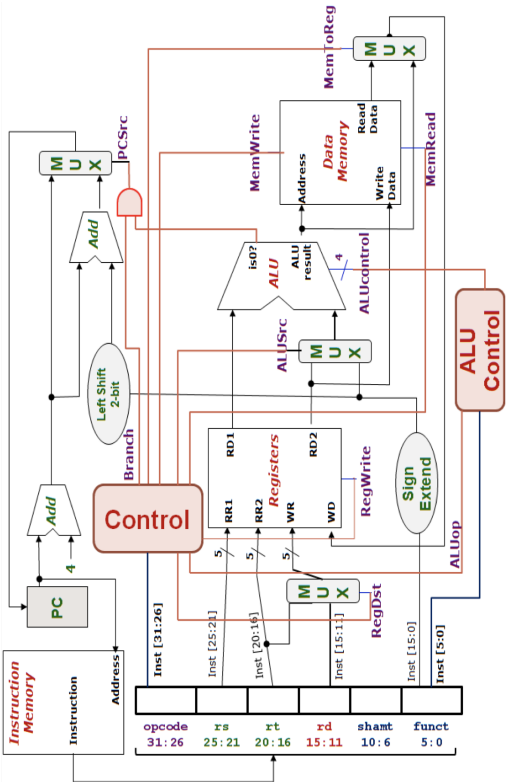 Instruction
Memory
Instruction
Address
PC
4
Add
Left Shift
2-bit
Add
M
U
X
PCSrc
Branch
Control
Inst [31:26]
opcode
31:26
rs
25:21
rt
20:16
rd
15:11
shamt
10:6
funct
5:0
Inst [25:21]
Inst [20:16]
Inst [15:11]
Inst [15:0]
Inst [5:0]
5
5
5
M
U
X
RegDst
RR1
RR2
WR
WD
Registers
RD1
RD2
RegWrite
Sign
Extend
ALUop
ALUSrc
M
U
X
is0?
ALU
ALU
result
4
ALUcontrol
ALU
Control
MemWrite
Address
Data
Memory
Read
Data
Write
Data
MemRead
MemToReg
M
U
X